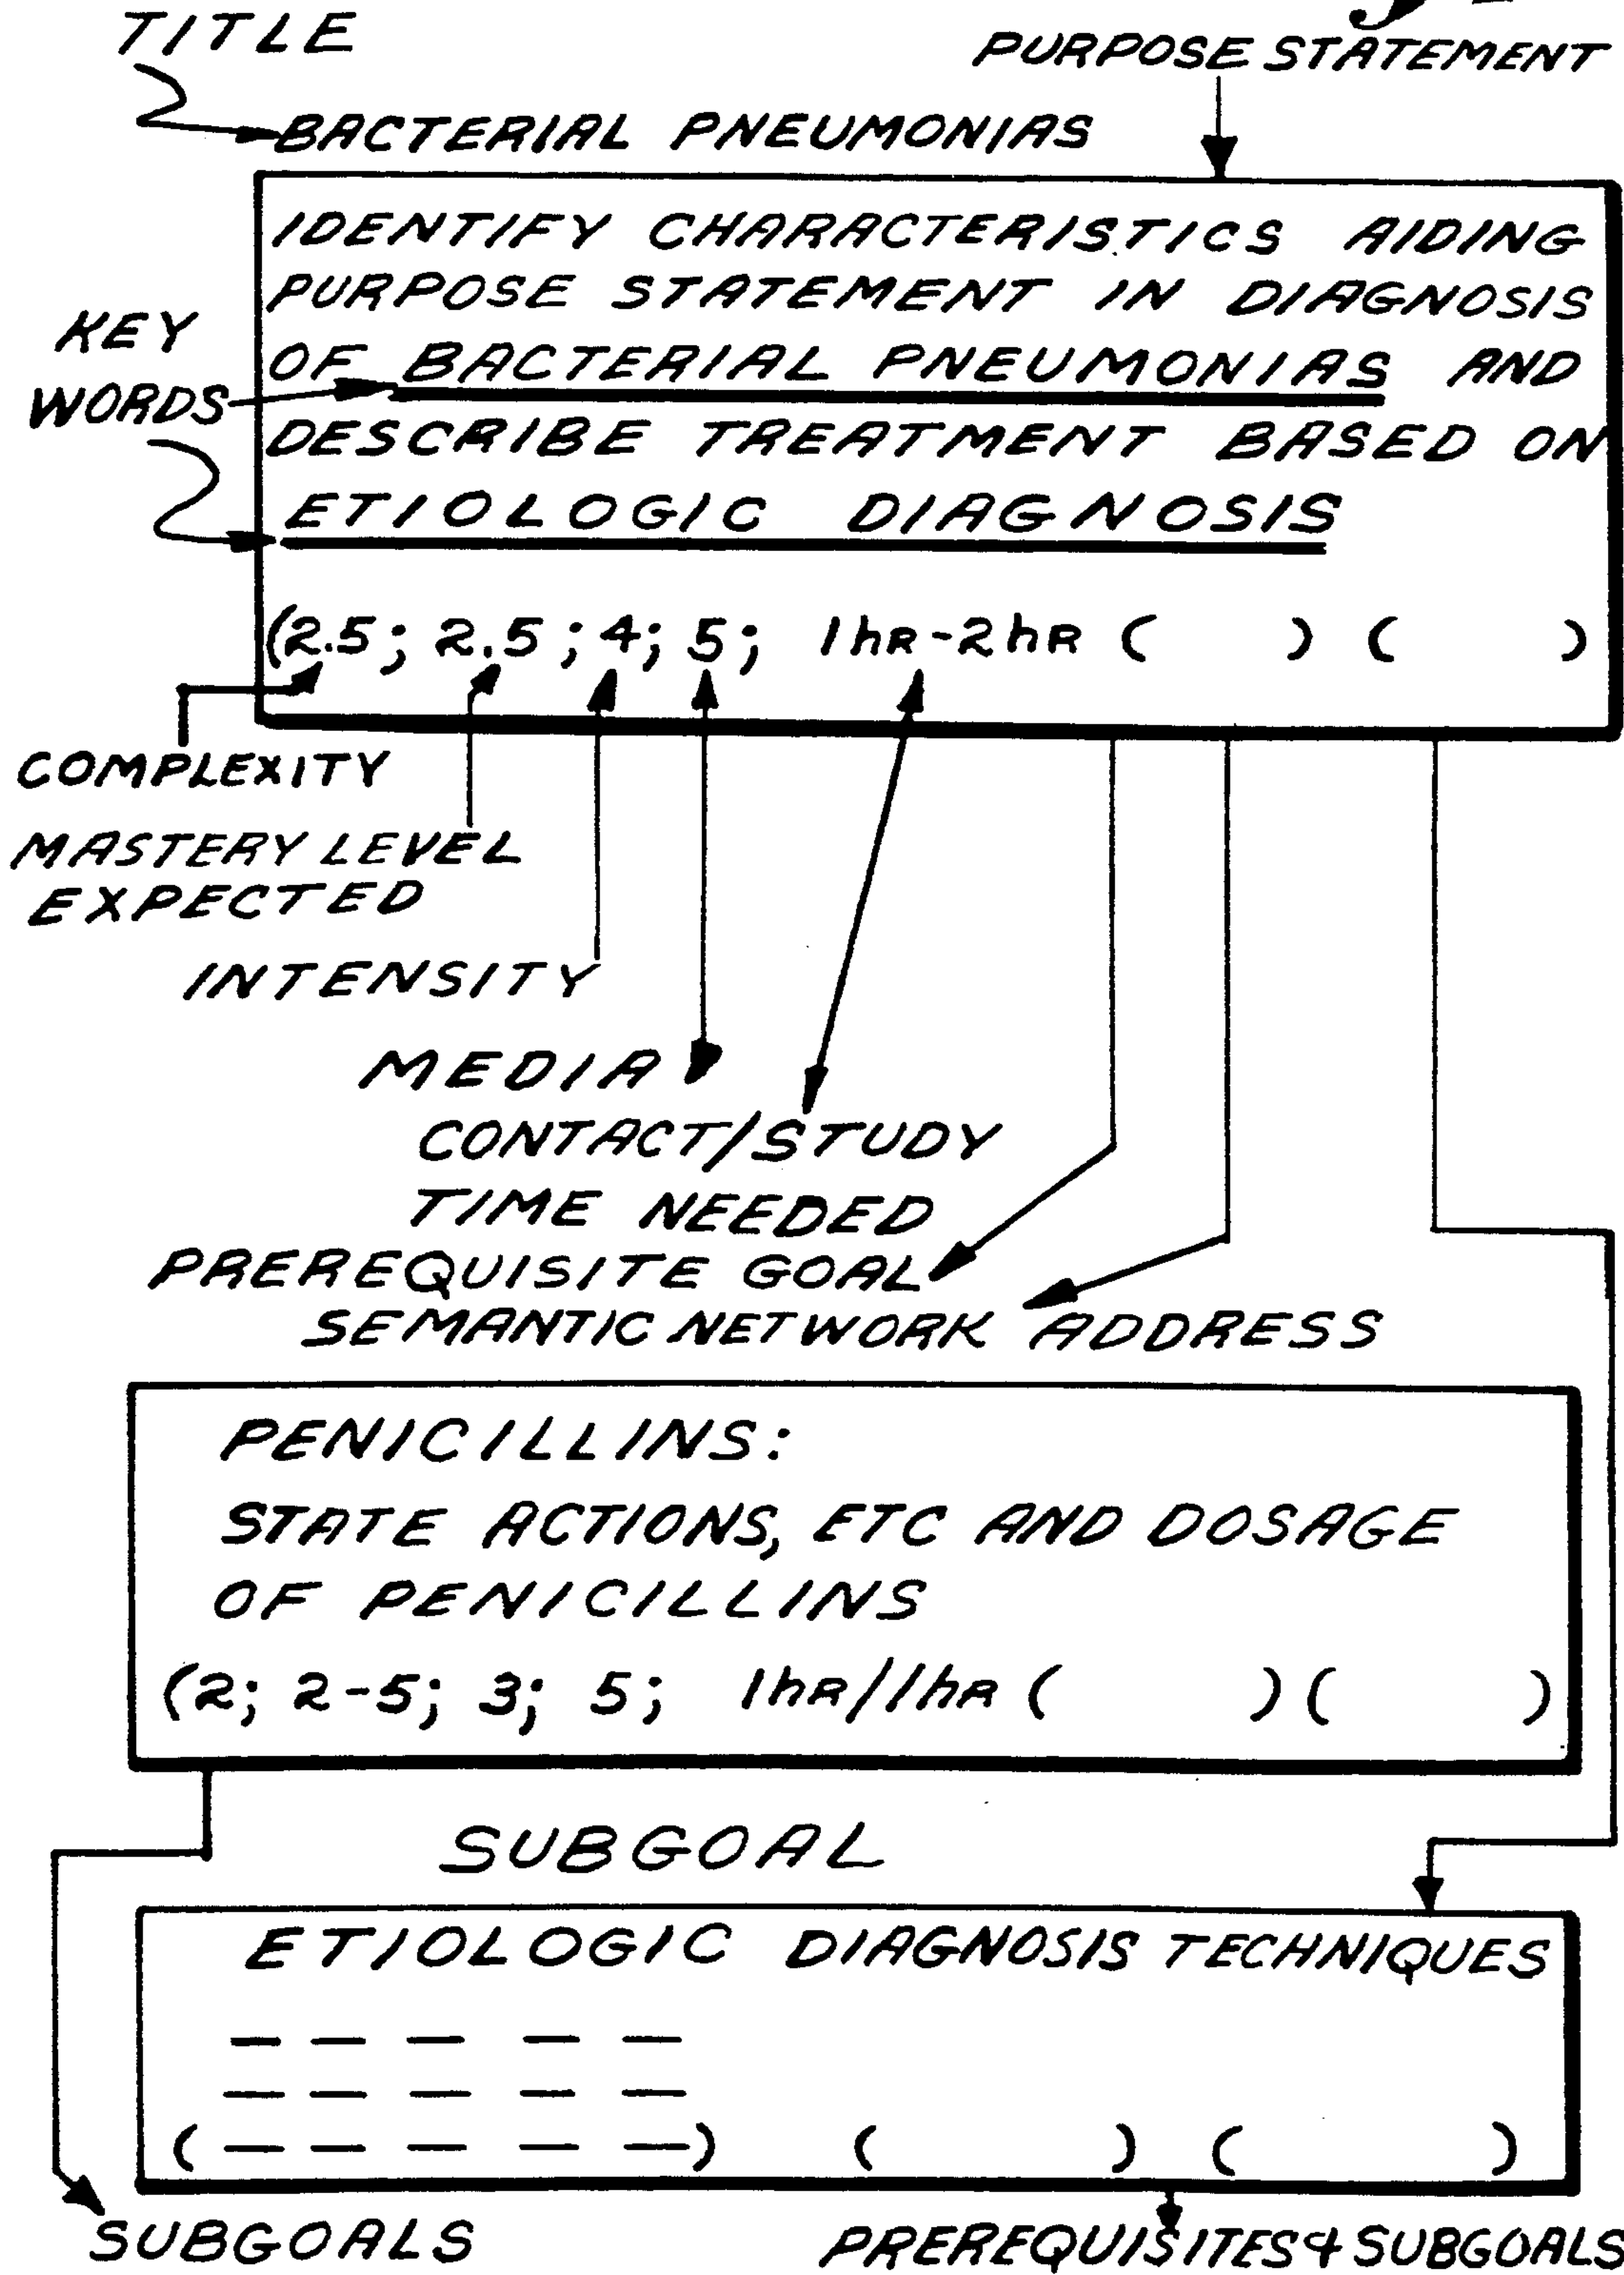 TITLE
PURPOSE STATEMENT
BACTERIAL PNEUMONIAS
IDENTIFY CHARACTERISTICS AIDING
PURPOSE STATEMENT IN DIAGNOSIS
OF BACTERIAL PNEUMONIAS AND
DESCRIBE TREATMENT BASED ON
ETIOLOGIC DIAGNOSIS
KEY
WORDS
(2.5; 2.5; 4; 5; 1hR-2hR ( ) ( )
COMPLEXITY
MASTERY LEVEL
EXPECTED
INTENSITY
MEDIA
CONTACT/STUDY
TIME NEEDED
PREREQUISITE GOAL
SEMANTIC NETWORK ADDRESS
PENICILLINS:
STATE ACTIONS, ETC AND DOSAGE
OF PENICILLINS
(2; 2-5; 3; 5; 1hR/1hR ( ) ( )
SUBGOAL
ETIOLOGIC DIAGNOSIS TECHNIQUES
— — — — —
— — — — —
( — — — — — ) ( ) ( )
SUBGOALS
PREREQUISITES & SUBGOALS